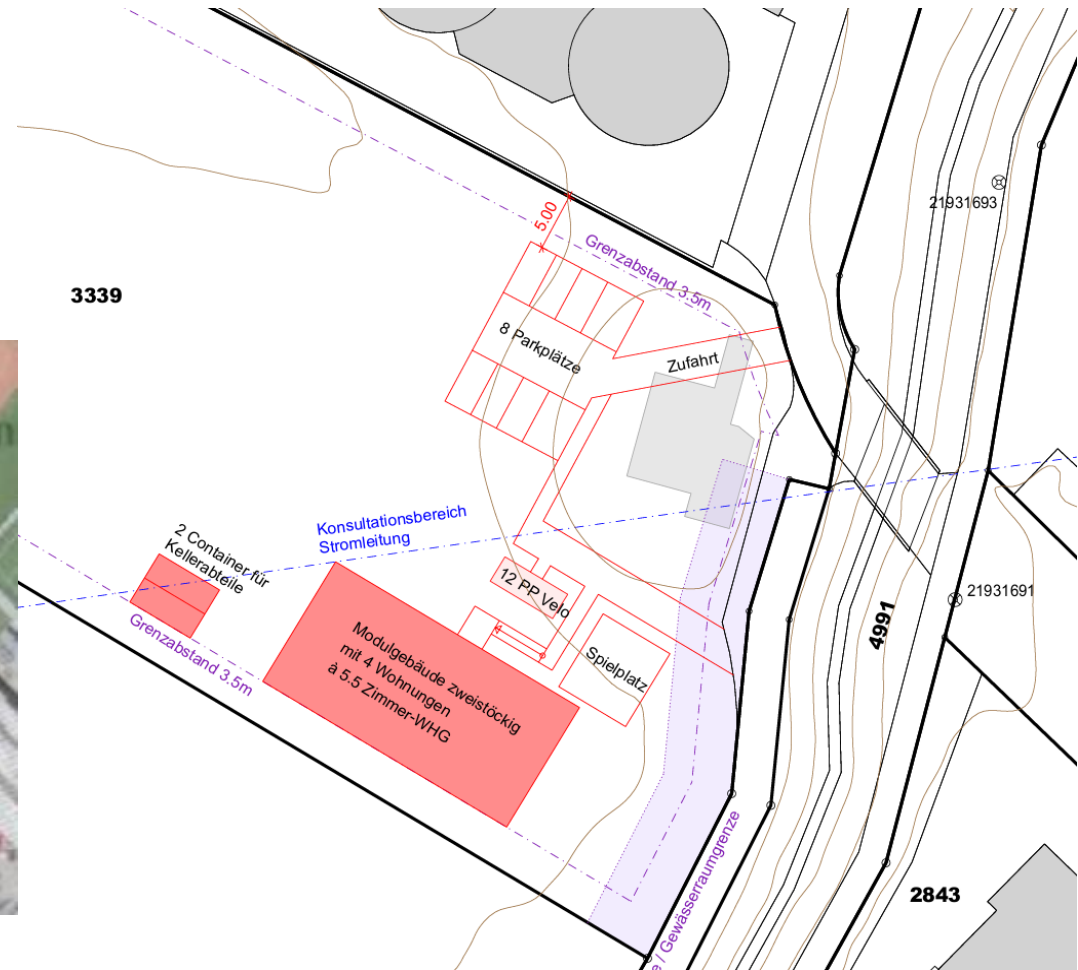 21931693
5.00
Grenzabstand 3.5m
3339
8 Parkplätze
Zufahrt
Konsultationsbereich
Stromleitung
2 Container für
Kellerabteile
12 PP Velo
21931691
4991
Grenzabstand 3.5m
Modulgebäude zweistöckig
mit 4 Wohnungen
à 5.5 Zimmer-WHG
Spielplatz
/ Gewässerraumgrenze
2843